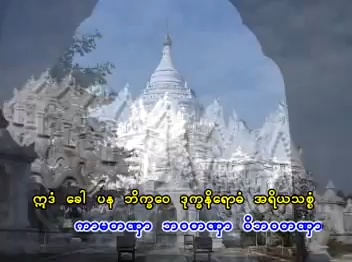 ဣဒံ ခေါ ပန ဘိက္ခဝေ ဒုက္ခနိရောဓံ အရိယသစ္စံ
ကာမတဏှာ ဘဝတဏှာ ဝိဘဝတဏှာ